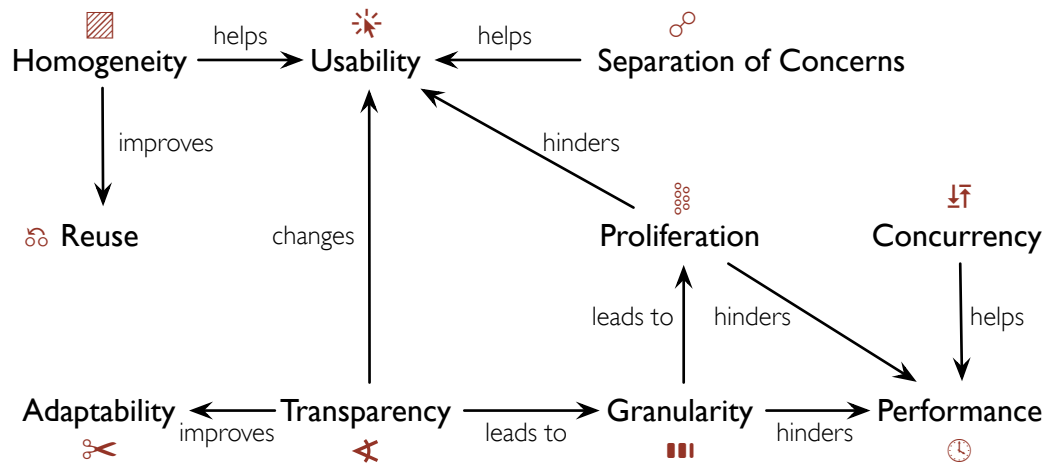 helps
helps
Homogeneity
Usability
Separation of Concerns
improves
hinders
Reuse
changes
Proliferation
Concurrency
leads to
hinders
helps
Adaptability
Transparency
Granularity
Performance
improves
leads to
hinders